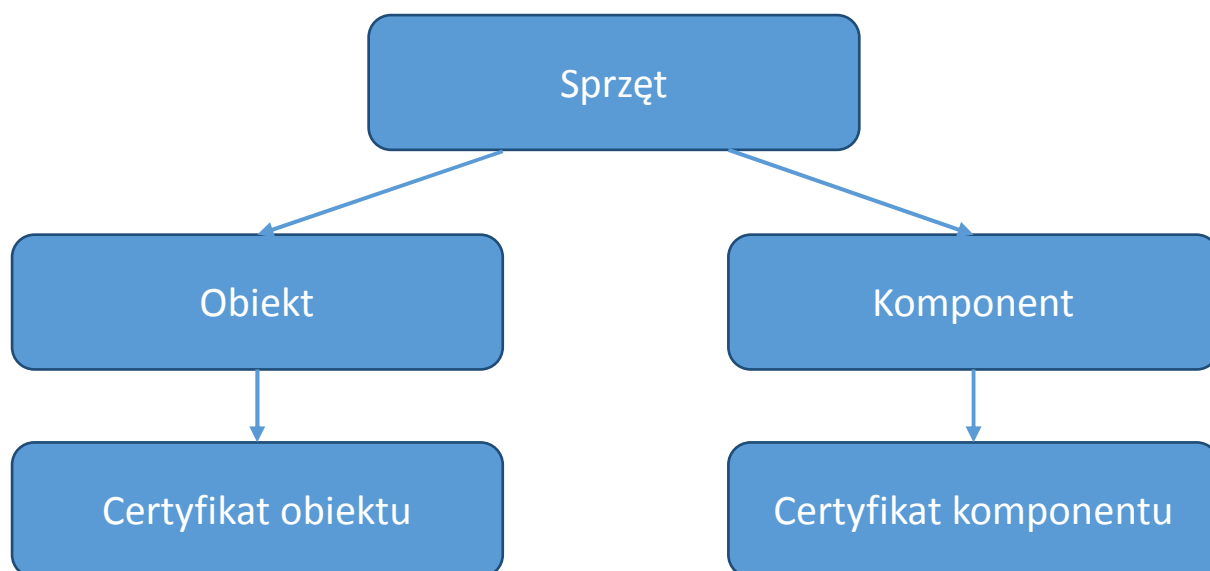 Sprzęt
Obiekt
Komponent
Certyfikat obiektu
Certyfikat komponentu